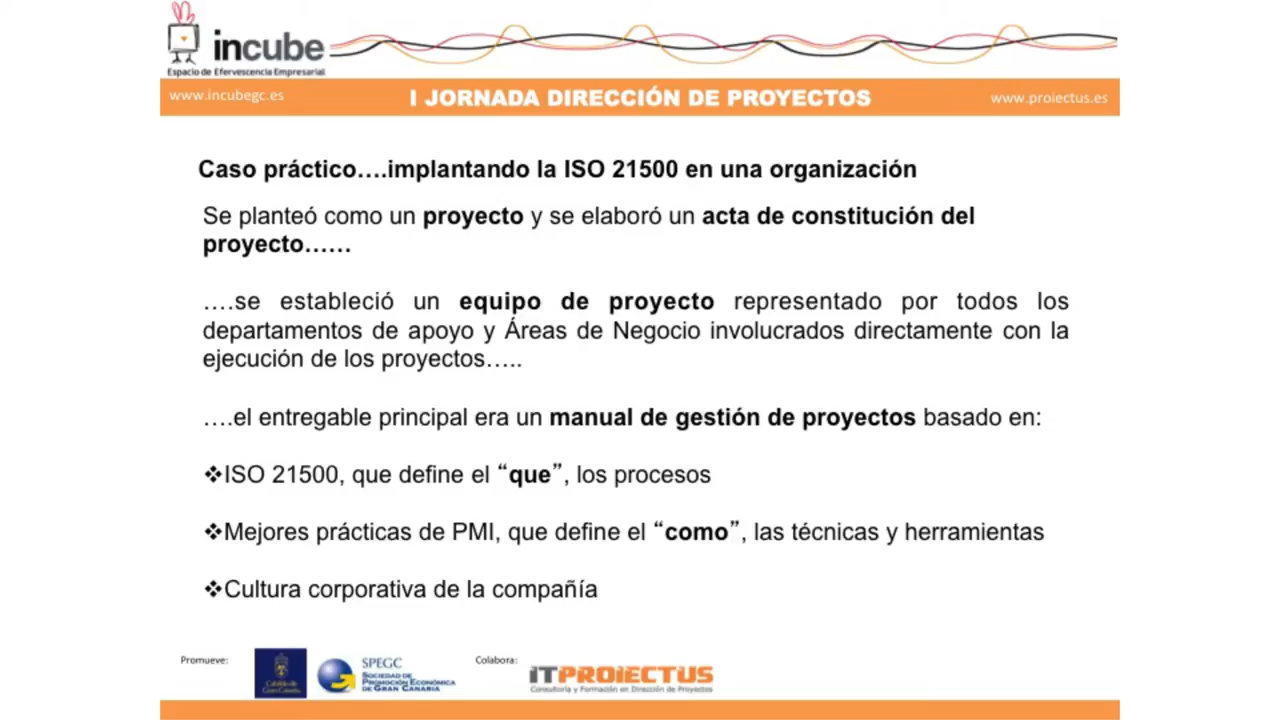 incube
Espacio de Efervescencia Empresarial
www.incubegc.es
I JORNADA DIRECCIÓN DE PROYECTOS
www.proiectus.es
Caso práctico….implantando la ISO 21500 en una organización
Se planteó como un proyecto y se elaboró un acta de constitución del
proyecto……
….se estableció un equipo de proyecto representado por todos los
departamentos de apoyo y Áreas de Negocio involucrados directamente con la
ejecución de los proyectos…..
….el entregable principal era un manual de gestión de proyectos basado en:
❖ISO 21500, que define el “que”, los procesos
❖Mejores prácticas de PMI, que define el “como”, las técnicas y herramientas
❖Cultura corporativa de la compañía
Promueve:
Cabildo de
Gran Canaria
SPEGC
SOCIEDAD DE
PROMOCIÓN ECONÓMICA
DE GRAN CANARIA
Colabora:
ITPROIECTUS
Consultoría y Formación en Dirección de Proyectos